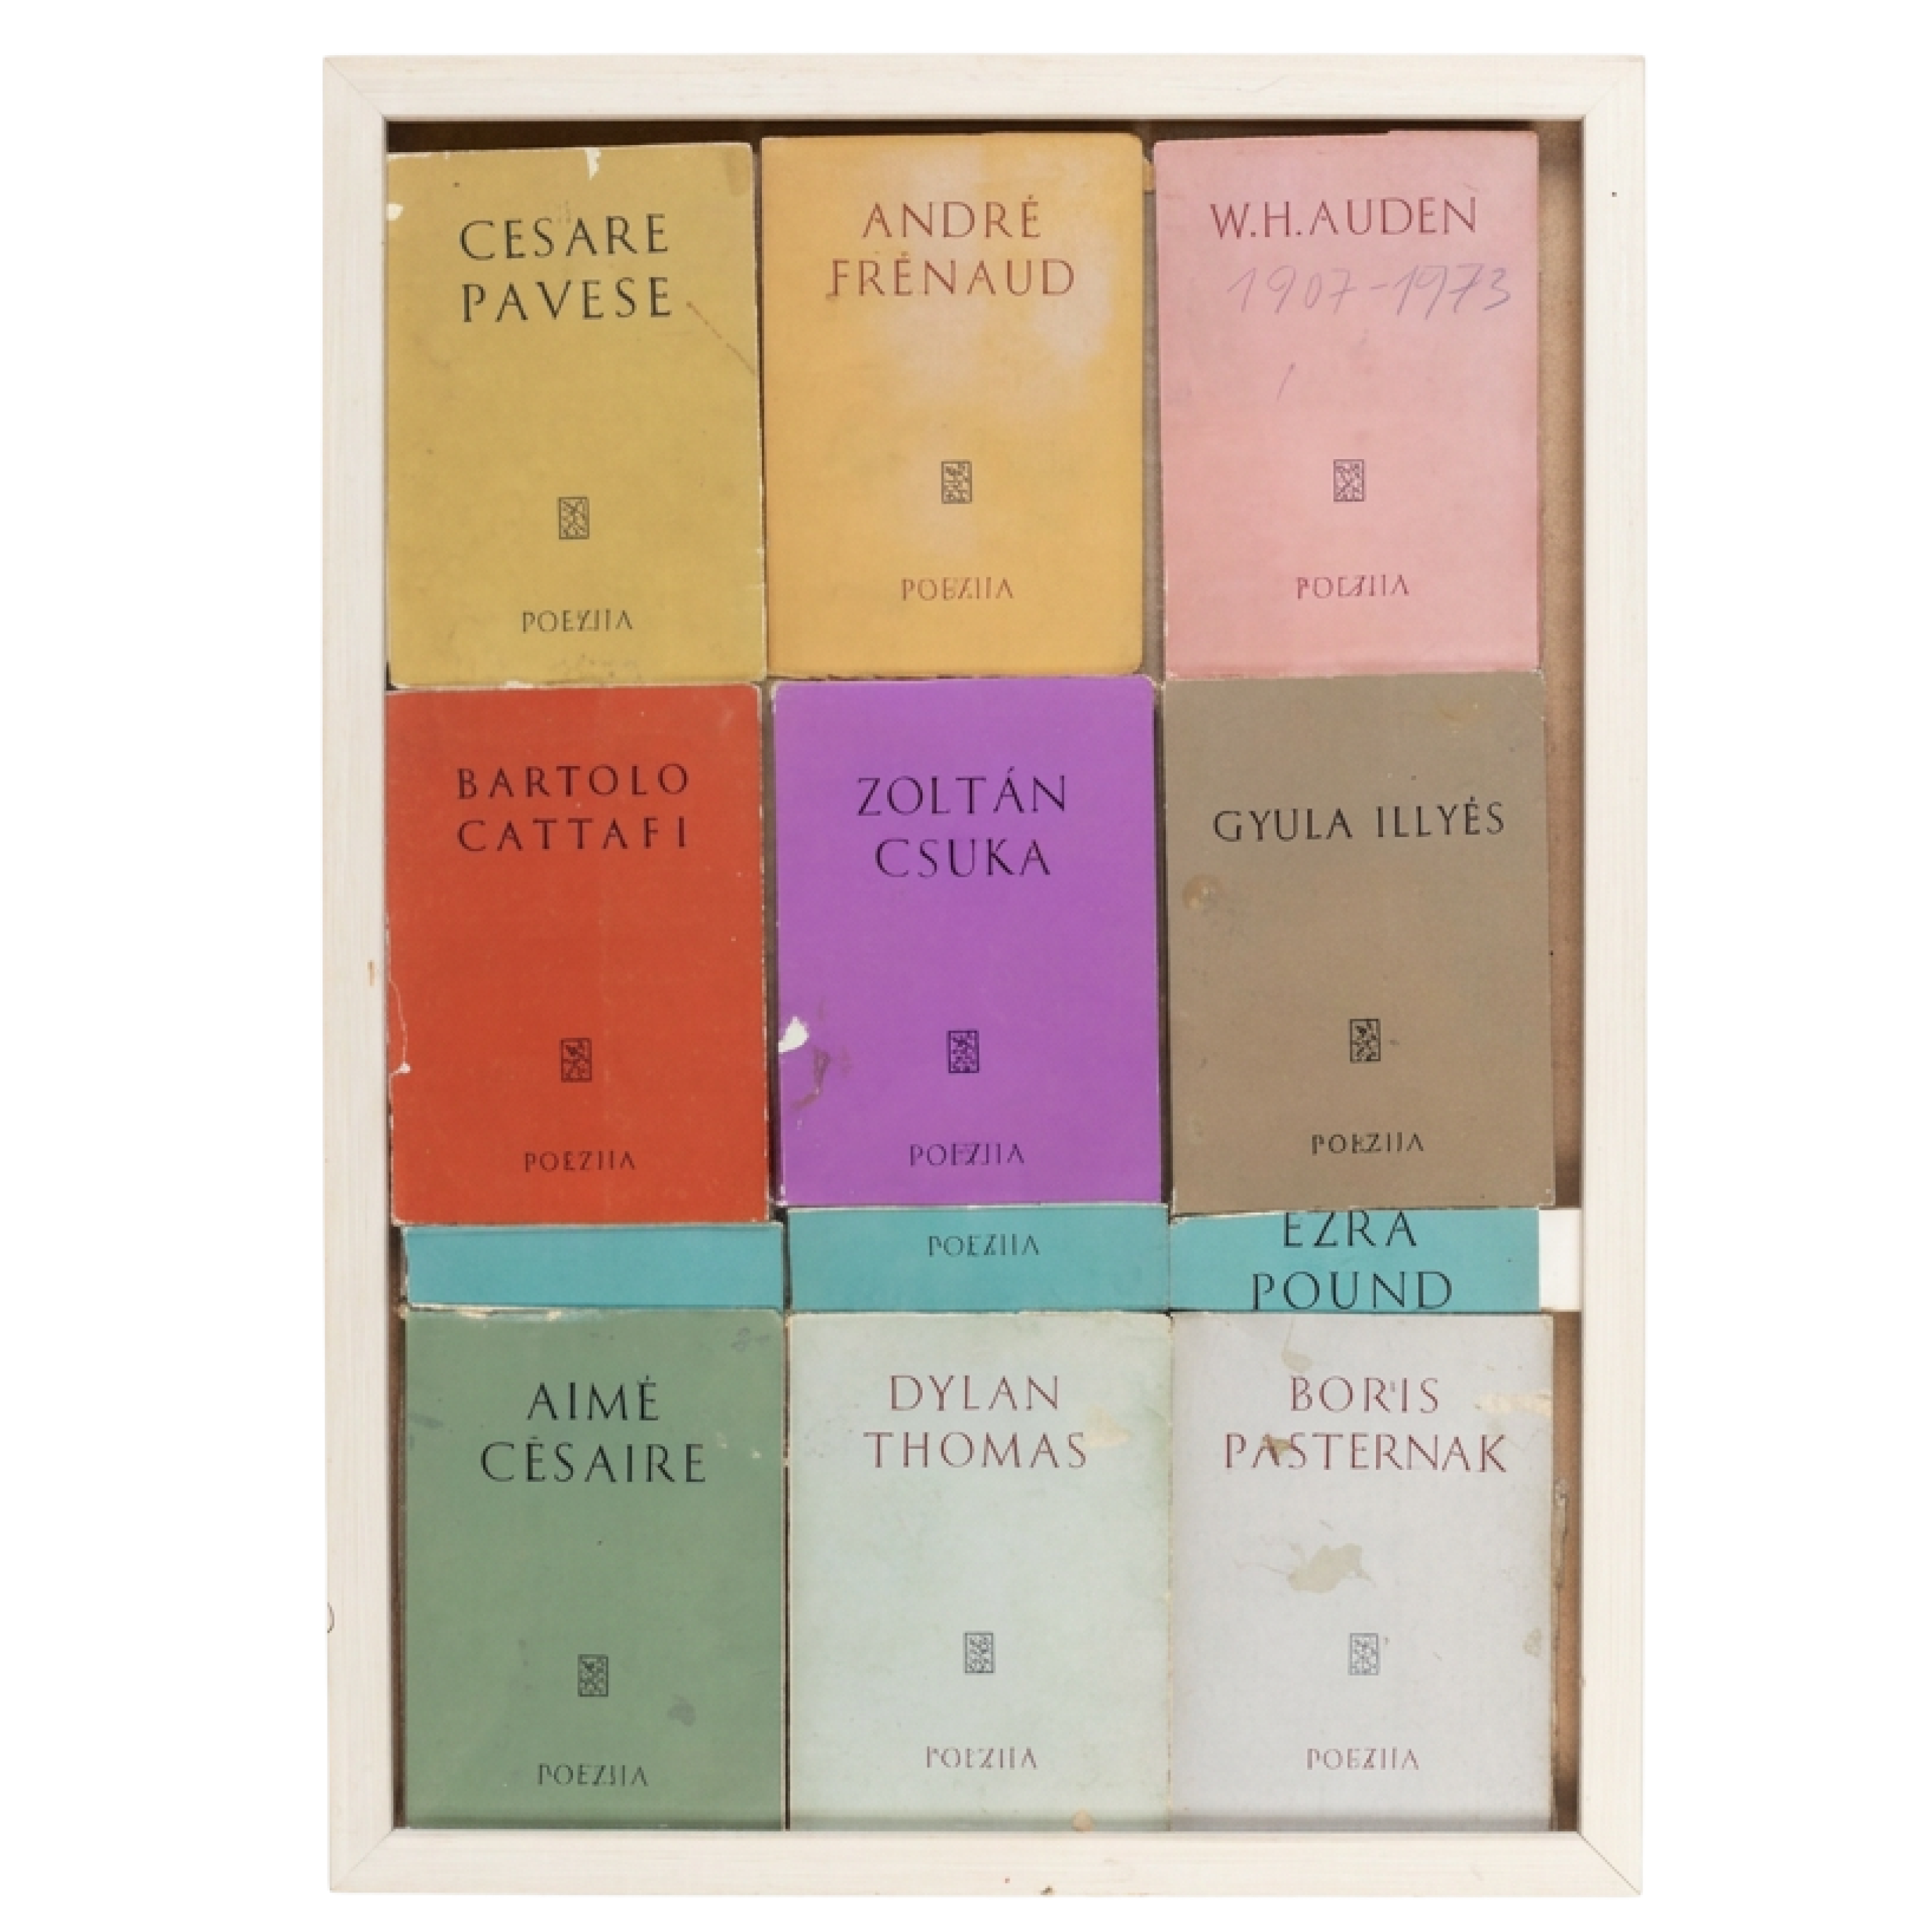 CESARE
PAVESE
POEZIJA
ANDRÉ
FRÉNAUD
POEZIJA
W.H.AUDEN
1907-1973
POEZIJA
BARTOLO
CATTAFI
POEZIJA
ZOLTÁN
CSUKA
POEZIJA
GYULA ILLYÉS
POEZIJA
POEZIJA
EZRA
POUND
AIMÉ
CÉSAIRE
POEZIJA
DYLAN
THOMAS
POEZIJA
BORIS
PASTERNAK
POEZIJA